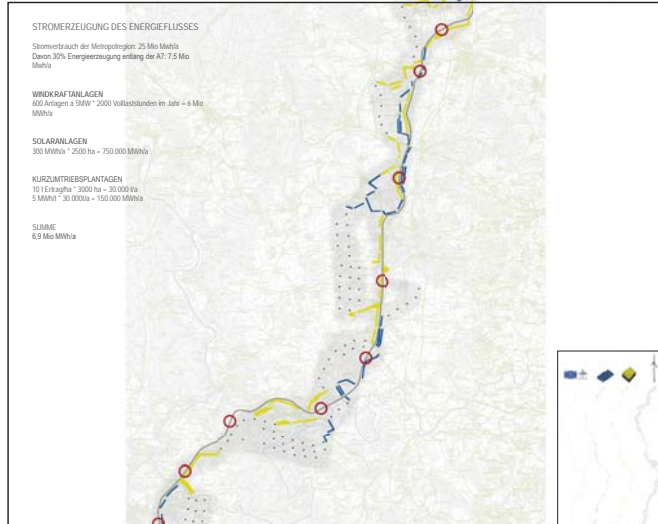 STROMERZEUGUNG DES ENERGIEFLUSSES
Stromverbrauch der Metropolregion: 25 Mio Mwh/a
Davon 30% Energieerzeugung entlang der A7: 7,5 Mio
Mwh/a
WINDKRAFTANLAGEN
600 Anlagen á 5MW * 2000 Volllaststunden im Jahr = 6 Mio
MWh/a
SOLARANLAGEN
300 MWh/a * 2500 ha = 750.000 MWh/a
KURZUMTRIEBSPLANTAGEN
10 t Ertrag/ha * 3000 ha = 30.000 t/a
5 MWh/t * 30.000t/a = 150.000 MWh/a
SUMME
6,9 Mio MWh/a